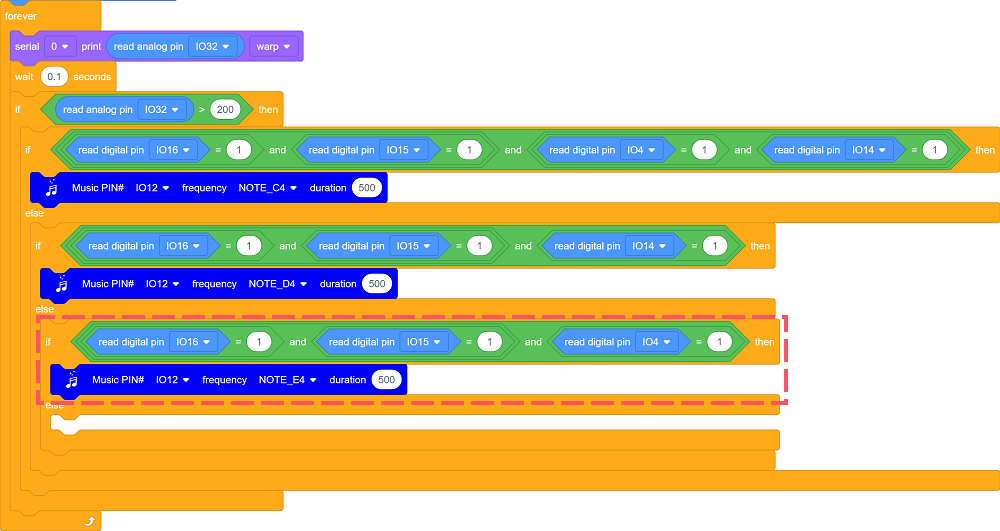 forever
serial 0 print read analog pin IO32 warp
wait 0.1 seconds
if read analog pin IO32 > 200 then
if read digital pin IO16 = 1 and read digital pin IO15 = 1 and read digital pin IO4 = 1 and read digital pin IO14 = 1 then
Music PIN# IO12 frequency NOTE_C4 duration 500
else
if read digital pin IO16 = 1 and read digital pin IO15 = 1 and read digital pin IO14 = 1 then
Music PIN# IO12 frequency NOTE_D4 duration 500
else
if read digital pin IO16 = 1 and read digital pin IO15 = 1 and read digital pin IO4 = 1 then
Music PIN# IO12 frequency NOTE_E4 duration 500
else